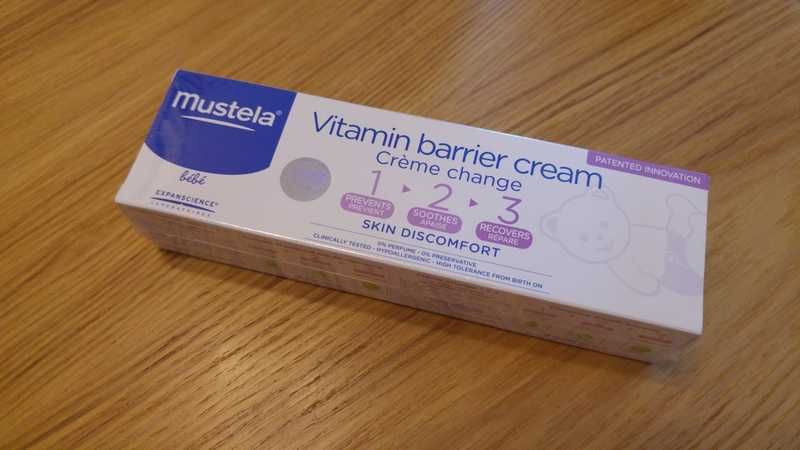 mustela®
bébé
EXPANSCIENCE®
LABORATOIRES
Vitamin barrier cream
Crème change
PATENTED INNOVATION
1 ▸ 2 ▸ 3
PREVENTS
PRÉVIENT
SOOTHES
APAISE
RECOVERS
RÉPARE
SKIN DISCOMFORT
0% PERFUME - 0% PRESERVATIVE
CLINICALLY TESTED - HYPOALLERGENIC - HIGH TOLERANCE FROM BIRTH ON